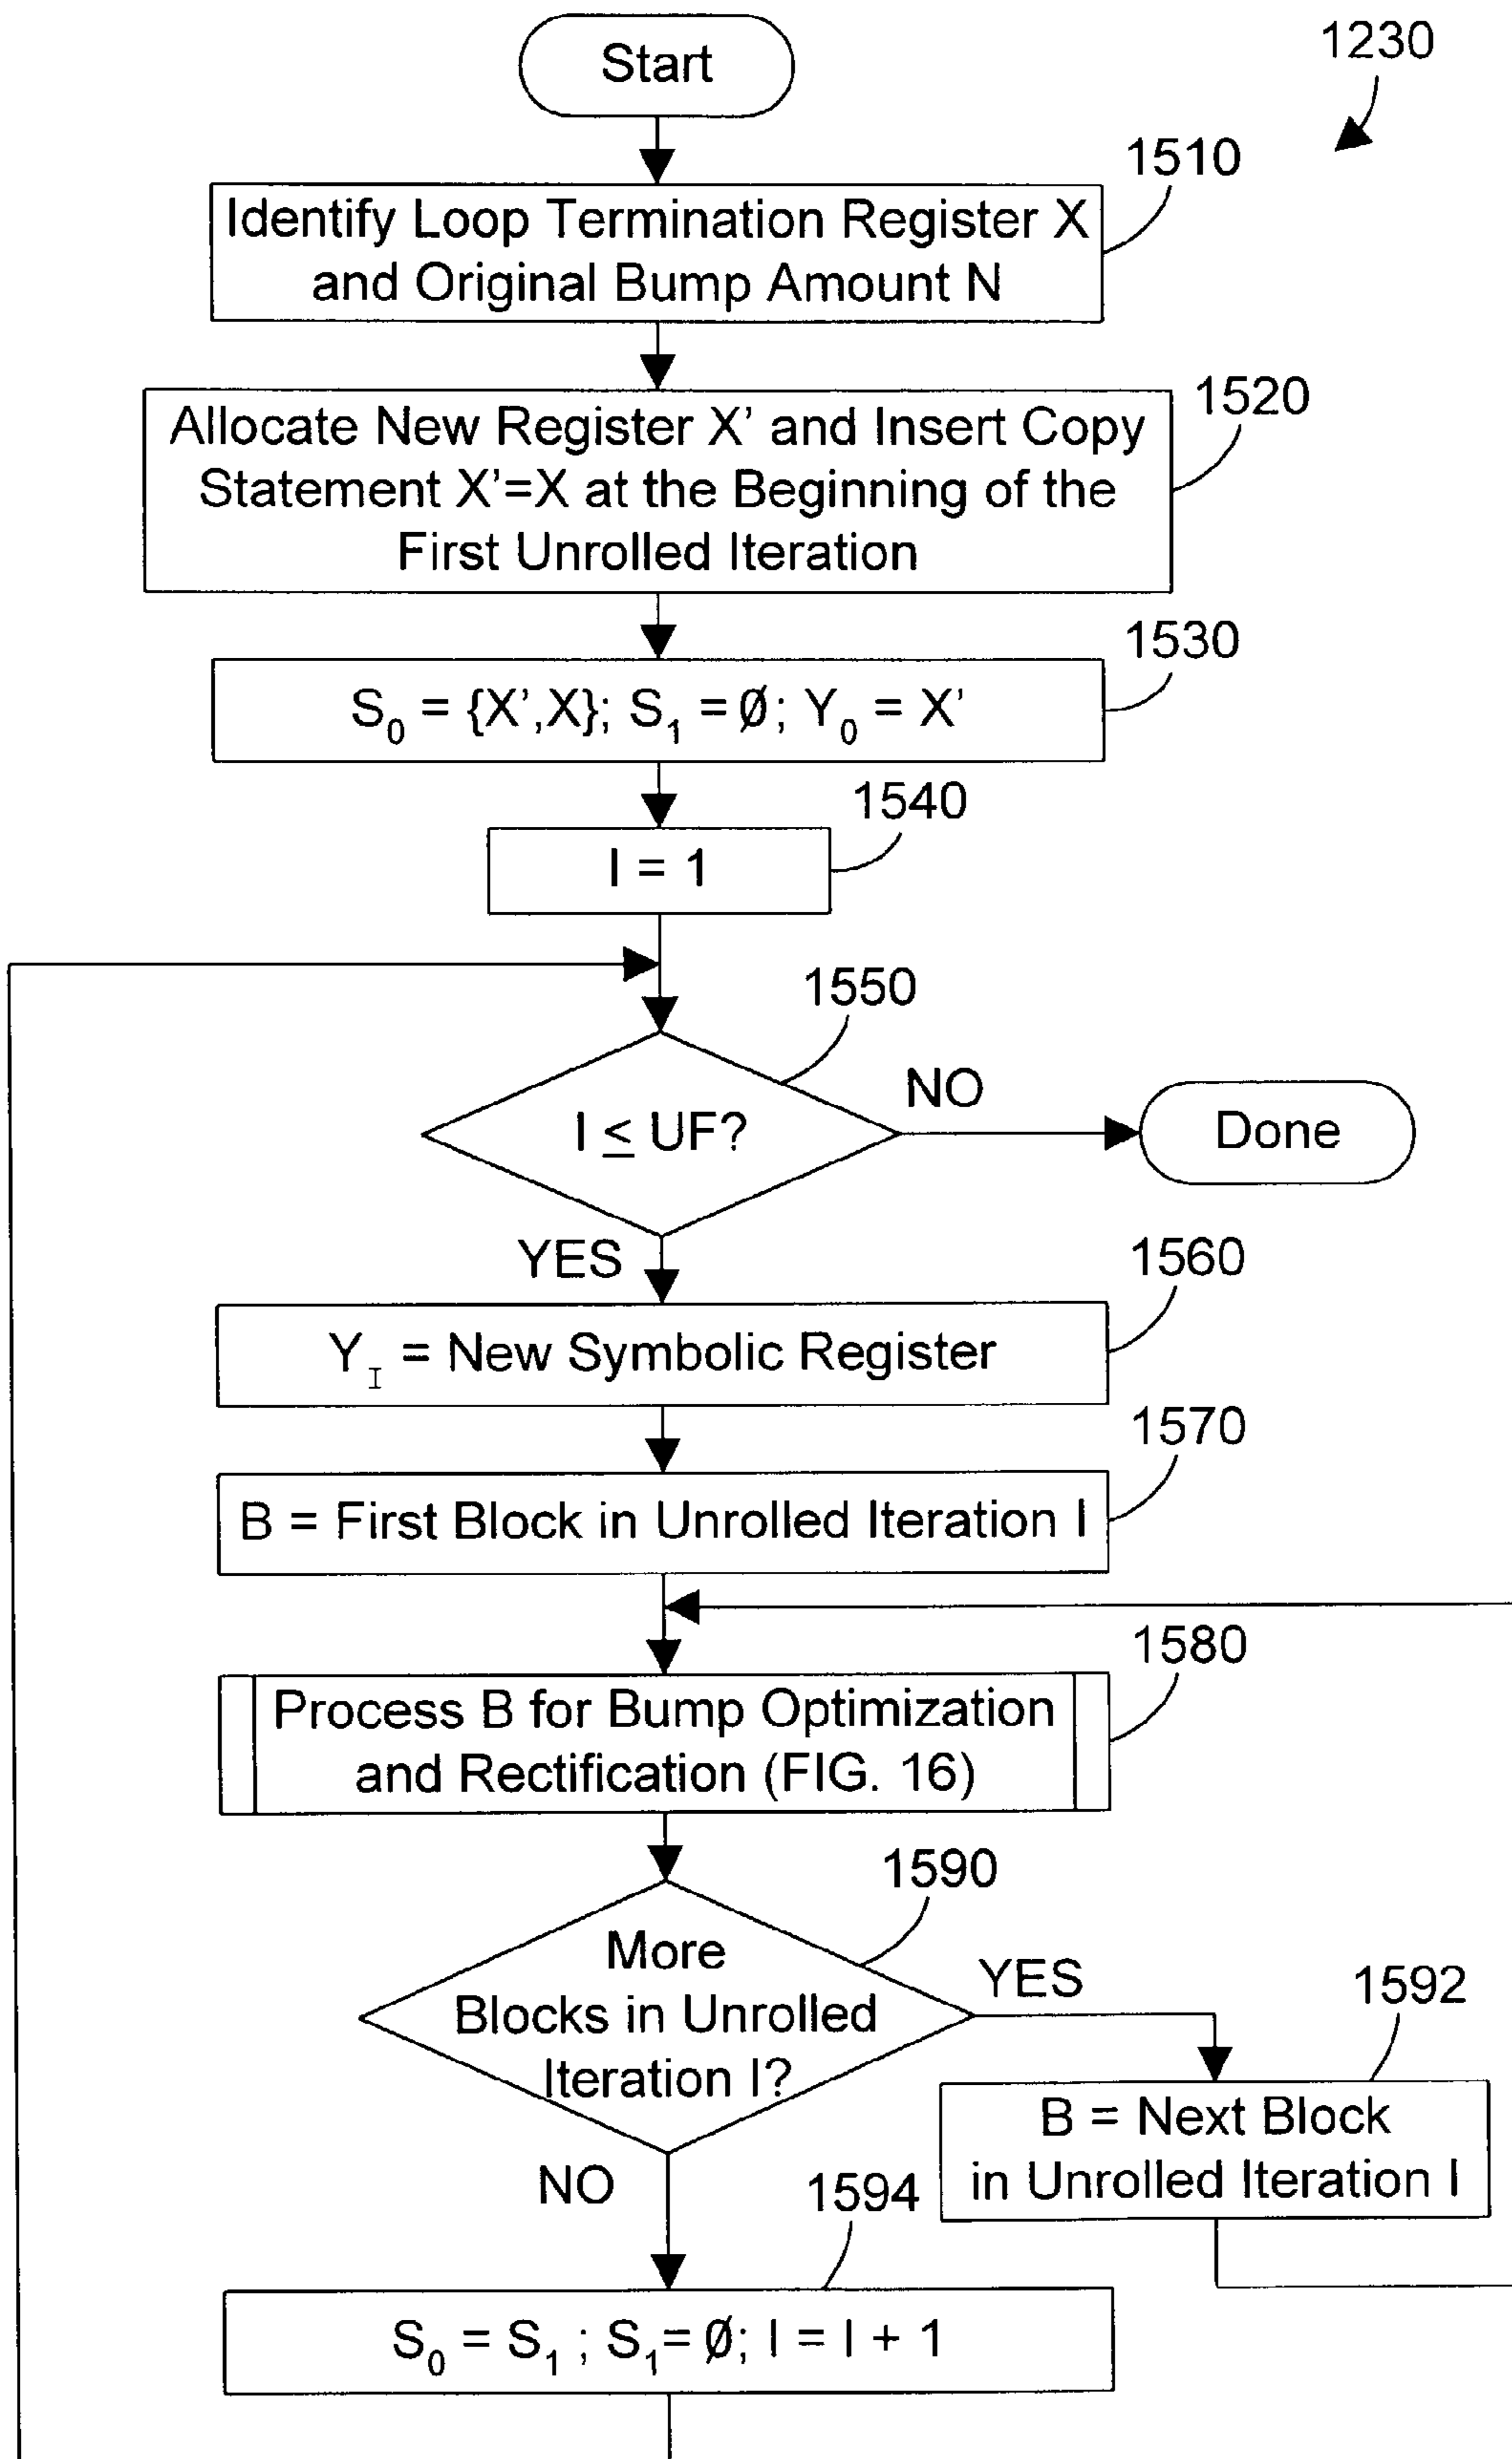 Start
1230
1510
Identify Loop Termination Register X
and Original Bump Amount N
1520
Allocate New Register X' and Insert Copy
Statement X'=X at the Beginning of the
First Unrolled Iteration
1530
S₀ = {X',X}; S₁ = Ø; Y₀ = X'
1540
I = 1
1550
I ≤ UF?
NO
Done
YES
1560
Y_I = New Symbolic Register
1570
B = First Block in Unrolled Iteration I
1580
Process B for Bump Optimization
and Rectification (FIG. 16)
1590
More
Blocks in Unrolled
Iteration I?
YES
1592
B = Next Block
in Unrolled Iteration I
NO
1594
S₀ = S₁ ; S₁= Ø; I = I + 1